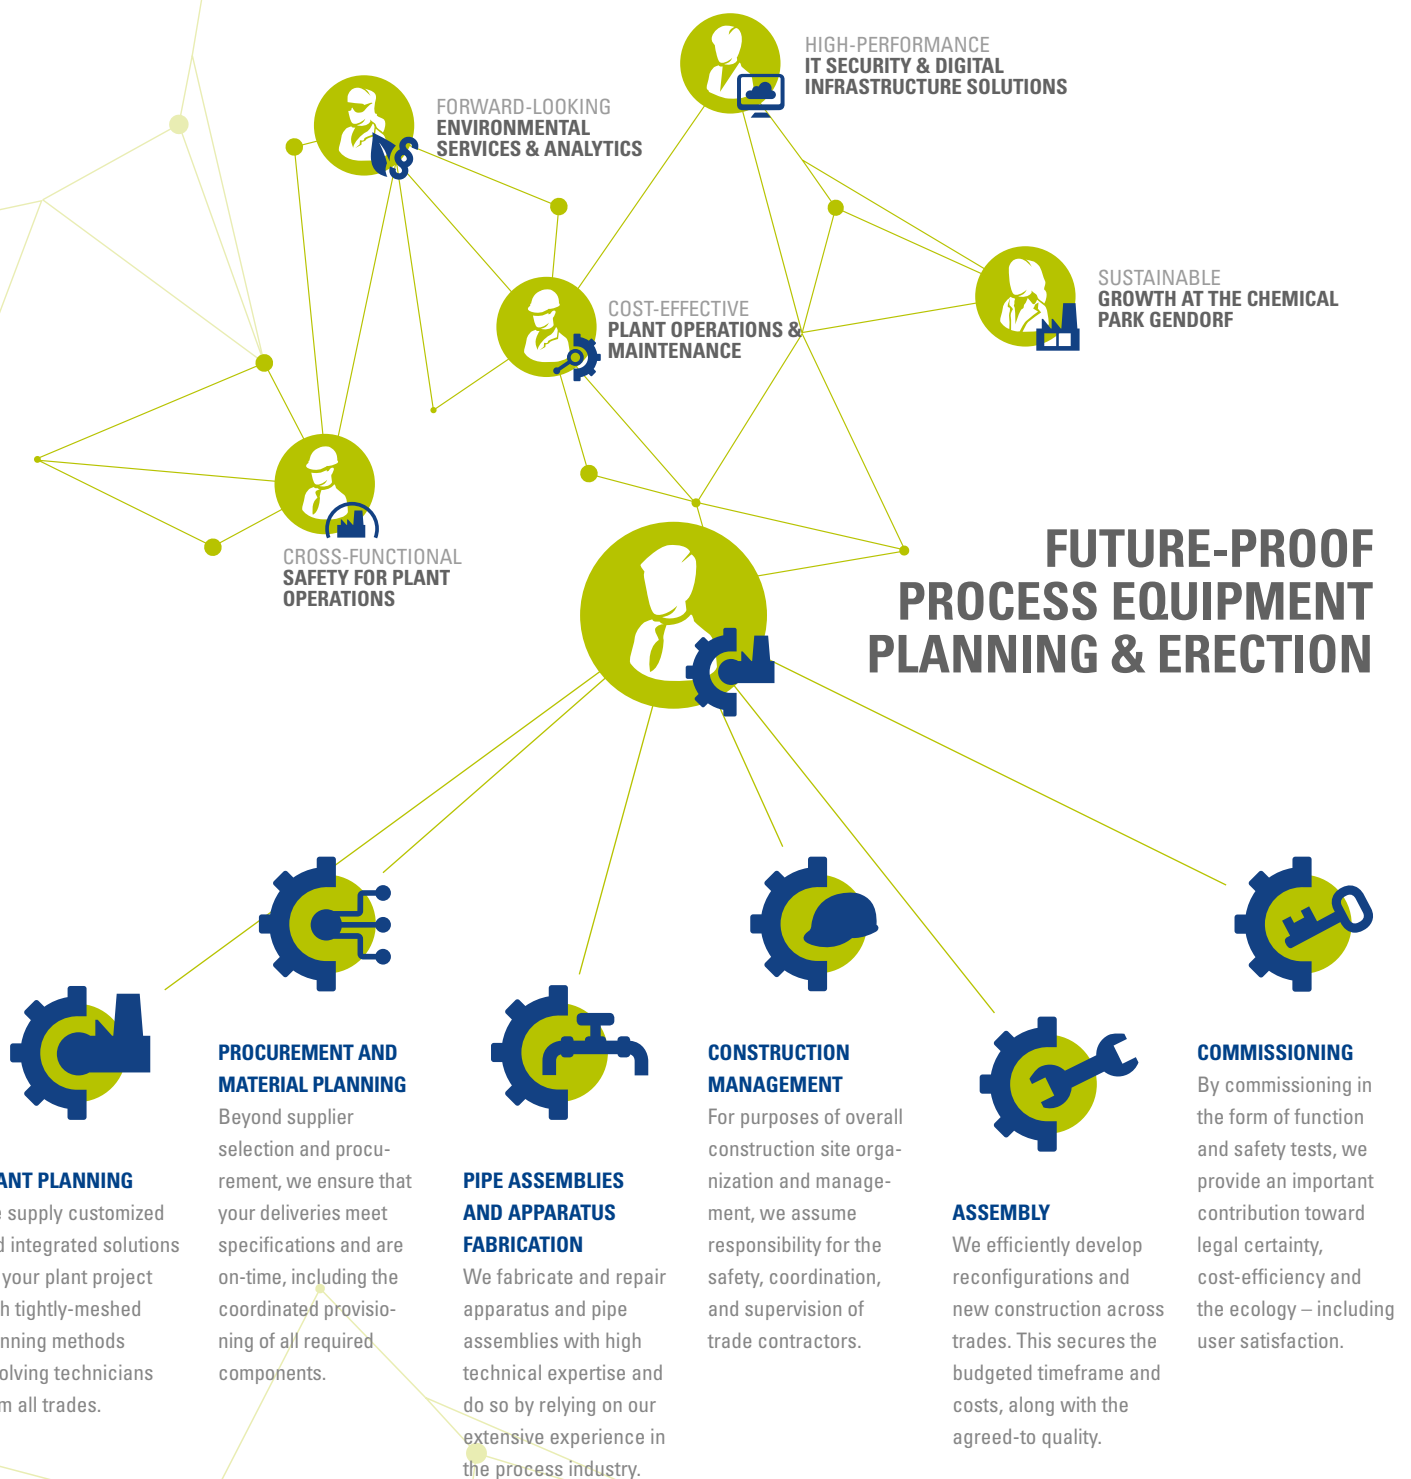 HIGH-PERFORMANCE
IT SECURITY & DIGITAL
INFRASTRUCTURE SOLUTIONS
FORWARD-LOOKING
ENVIRONMENTAL
SERVICES & ANALYTICS
SUSTAINABLE
GROWTH AT THE CHEMICAL
PARK GENDORF
COST-EFFECTIVE
PLANT OPERATIONS &
MAINTENANCE
CROSS-FUNCTIONAL
SAFETY FOR PLANT
OPERATIONS
FUTURE-PROOF
PROCESS EQUIPMENT
PLANNING & ERECTION
ANT PLANNING
supply customized
integrated solutions
your plant project
h tightly-meshed
nning methods
olving technicians
m all trades.
PROCUREMENT AND
MATERIAL PLANNING
Beyond supplier
selection and procu-
rement, we ensure that
your deliveries meet
specifications and are
on-time, including the
coordinated provisio-
ning of all required
components.
PIPE ASSEMBLIES
AND APPARATUS
FABRICATION
We fabricate and repair
apparatus and pipe
assemblies with high
technical expertise and
do so by relying on our
extensive experience in
the process industry.
CONSTRUCTION
MANAGEMENT
For purposes of overall
construction site orga-
nization and manage-
ment, we assume
responsibility for the
safety, coordination,
and supervision of
trade contractors.
ASSEMBLY
We efficiently develop
reconfigurations and
new construction across
trades. This secures the
budgeted timeframe and
costs, along with the
agreed-to quality.
COMMISSIONING
By commissioning in
the form of function
and safety tests, we
provide an important
contribution toward
legal certainty,
cost-efficiency and
the ecology – including
user satisfaction.